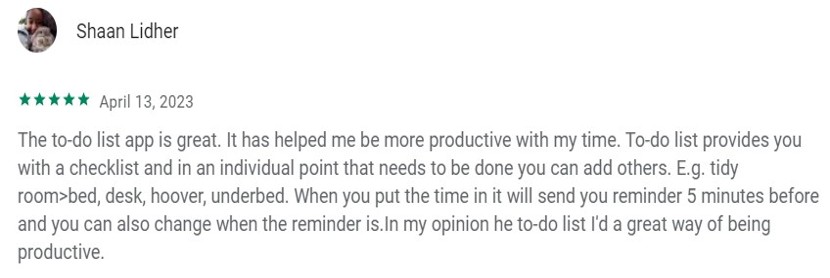 Shaan Lidher
April 13, 2023
The to-do list app is great. It has helped me be more productive with my time. To-do list provides you
with a checklist and in an individual point that needs to be done you can add others. E.g. tidy
room>bed, desk, hoover, underbed. When you put the time in it will send you reminder 5 minutes before
and you can also change when the reminder is.In my opinion he to-do list I'd a great way of being
productive.